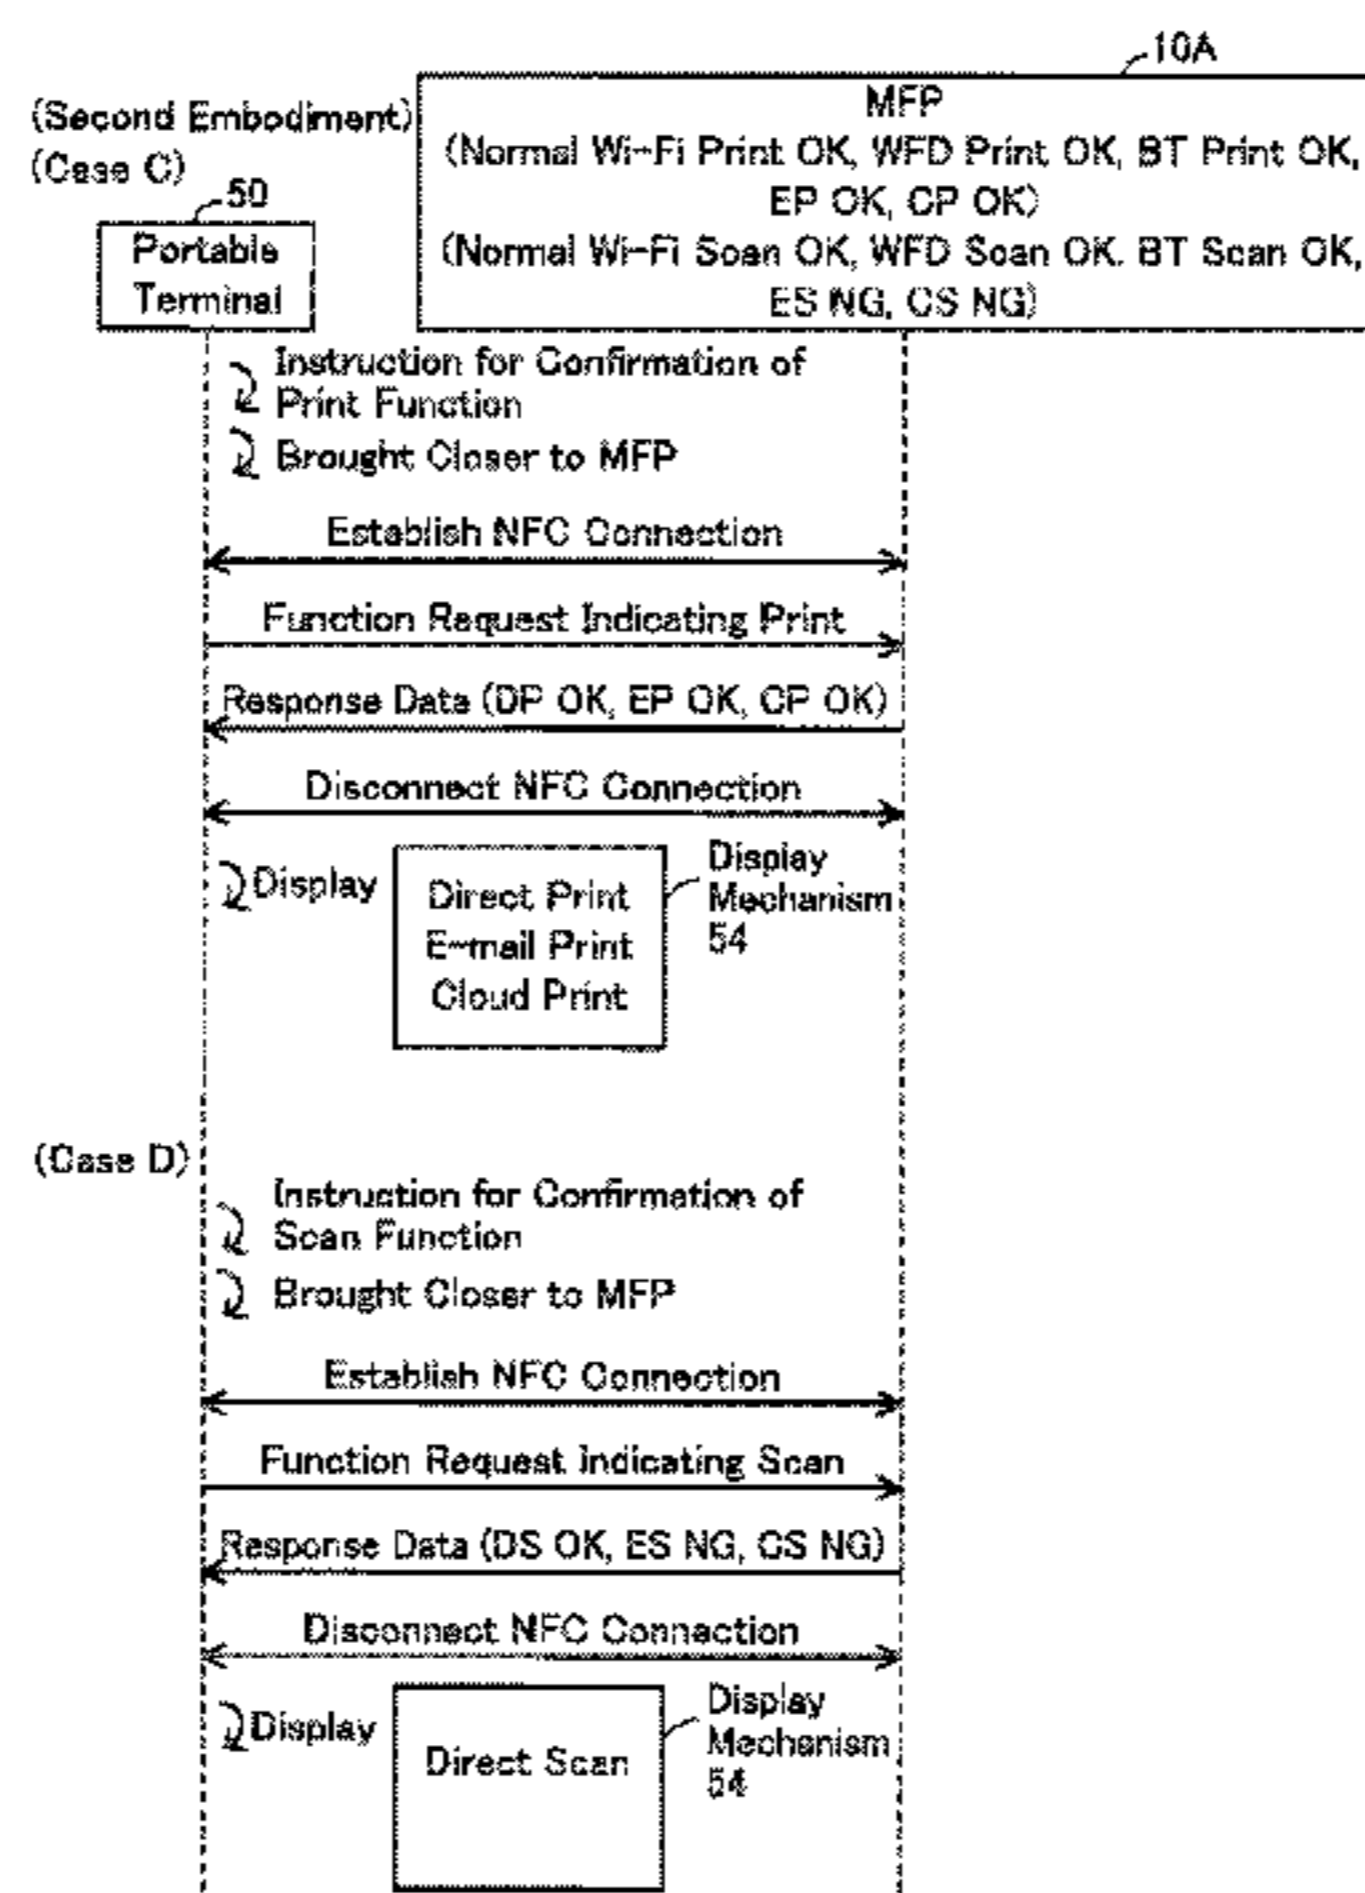 10A
(Second Embodiment)
(Case C)
50
Portable
Terminal
MFP
(Normal Wi-Fi Print OK, WFD Print OK, BT Print OK,
EP OK, CP OK)
(Normal Wi-Fi Scan OK, WFD Scan OK. BT Scan OK,
ES NG, CS NG)
Instruction for Confirmation of
Print Function
Brought Closer to MFP
Establish NFC Connection
Function Request Indicating Print
Response Data (DP OK, EP OK, CP OK)
Disconnect NFC Connection
Display
Direct Print
E-mail Print
Cloud Print
Display
Mechanism
54
(Case D)
Instruction for Confirmation of
Scan Function
Brought Closer to MFP
Establish NFC Connection
Function Request Indicating Scan
Response Data (DS OK, ES NG, CS NG)
Disconnect NFC Connection
Display
Direct Scan
Display
Mechanism
54